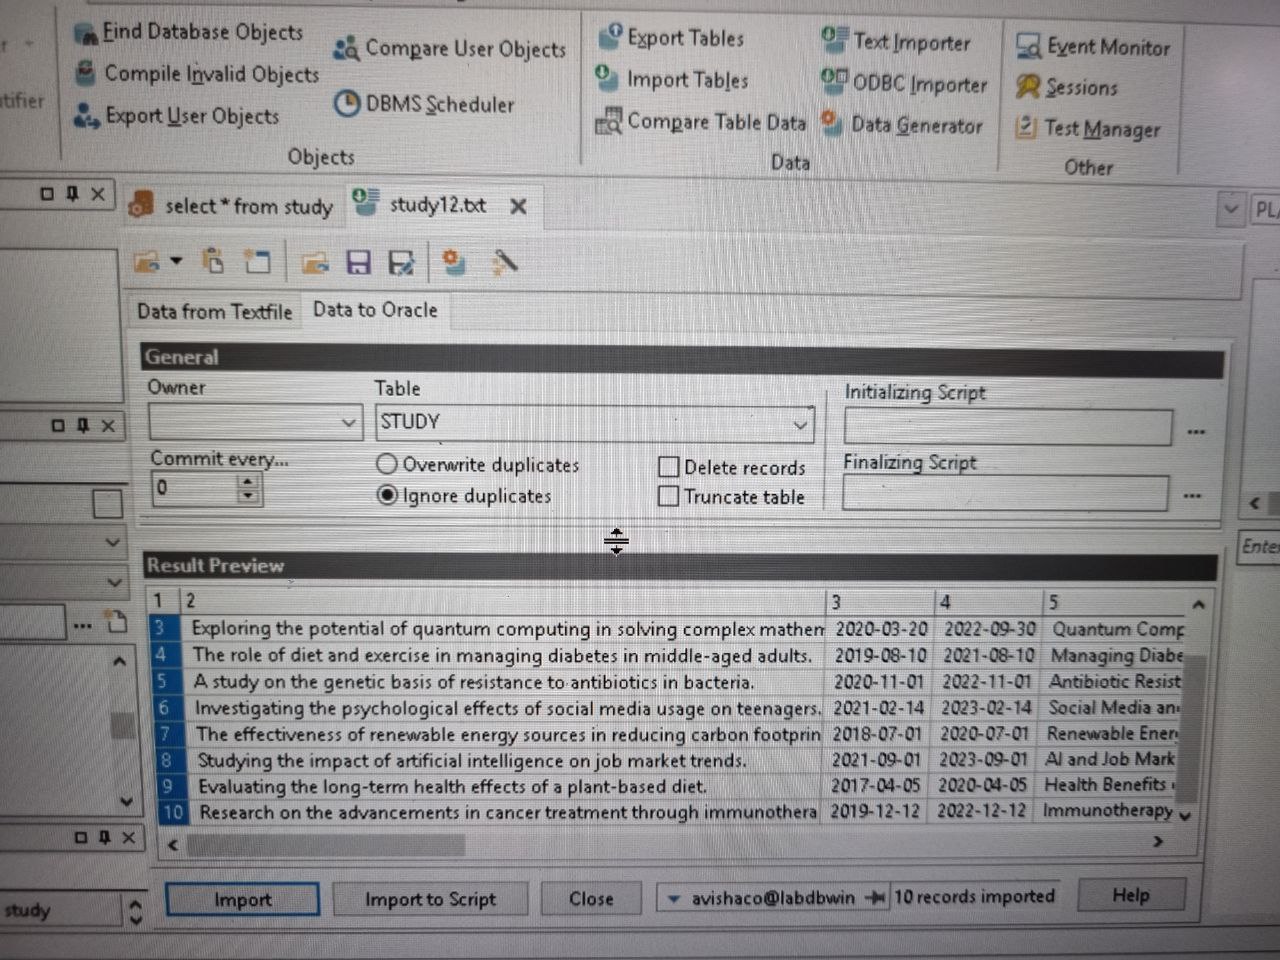 Find Database Objects
Compile Invalid Objects
Export User Objects
Compare User Objects
DBMS Scheduler
Objects
Export Tables
Import Tables
Compare Table Data
Text Importer
ODBC Importer
Data Generator
Data
Event Monitor
Sessions
Test Manager
Other
tifier
select * from study
study12.txt
Data from Textfile
Data to Oracle
General
Owner
Table
STUDY
Initializing Script
...
Commit every...
0
Overwrite duplicates
Ignore duplicates
Delete records
Truncate table
Finalizing Script
...
Result Preview
1 2 3 4 5
3 Exploring the potential of quantum computing in solving complex mathem 2020-03-20 2022-09-30 Quantum Comp
4 The role of diet and exercise in managing diabetes in middle-aged adults. 2019-08-10 2021-08-10 Managing Diabe
5 A study on the genetic basis of resistance to antibiotics in bacteria. 2020-11-01 2022-11-01 Antibiotic Resist
6 Investigating the psychological effects of social media usage on teenagers. 2021-02-14 2023-02-14 Social Media an
7 The effectiveness of renewable energy sources in reducing carbon footprin 2018-07-01 2020-07-01 Renewable Ener
8 Studying the impact of artificial intelligence on job market trends. 2021-09-01 2023-09-01 AI and Job Mark
9 Evaluating the long-term health effects of a plant-based diet. 2017-04-05 2020-04-05 Health Benefits
10 Research on the advancements in cancer treatment through immunothera 2019-12-12 2022-12-12 Immunotherapy
Import
Import to Script
Close
avishaco@labdbwin
10 records imported
Help
study
PL
Enter
...